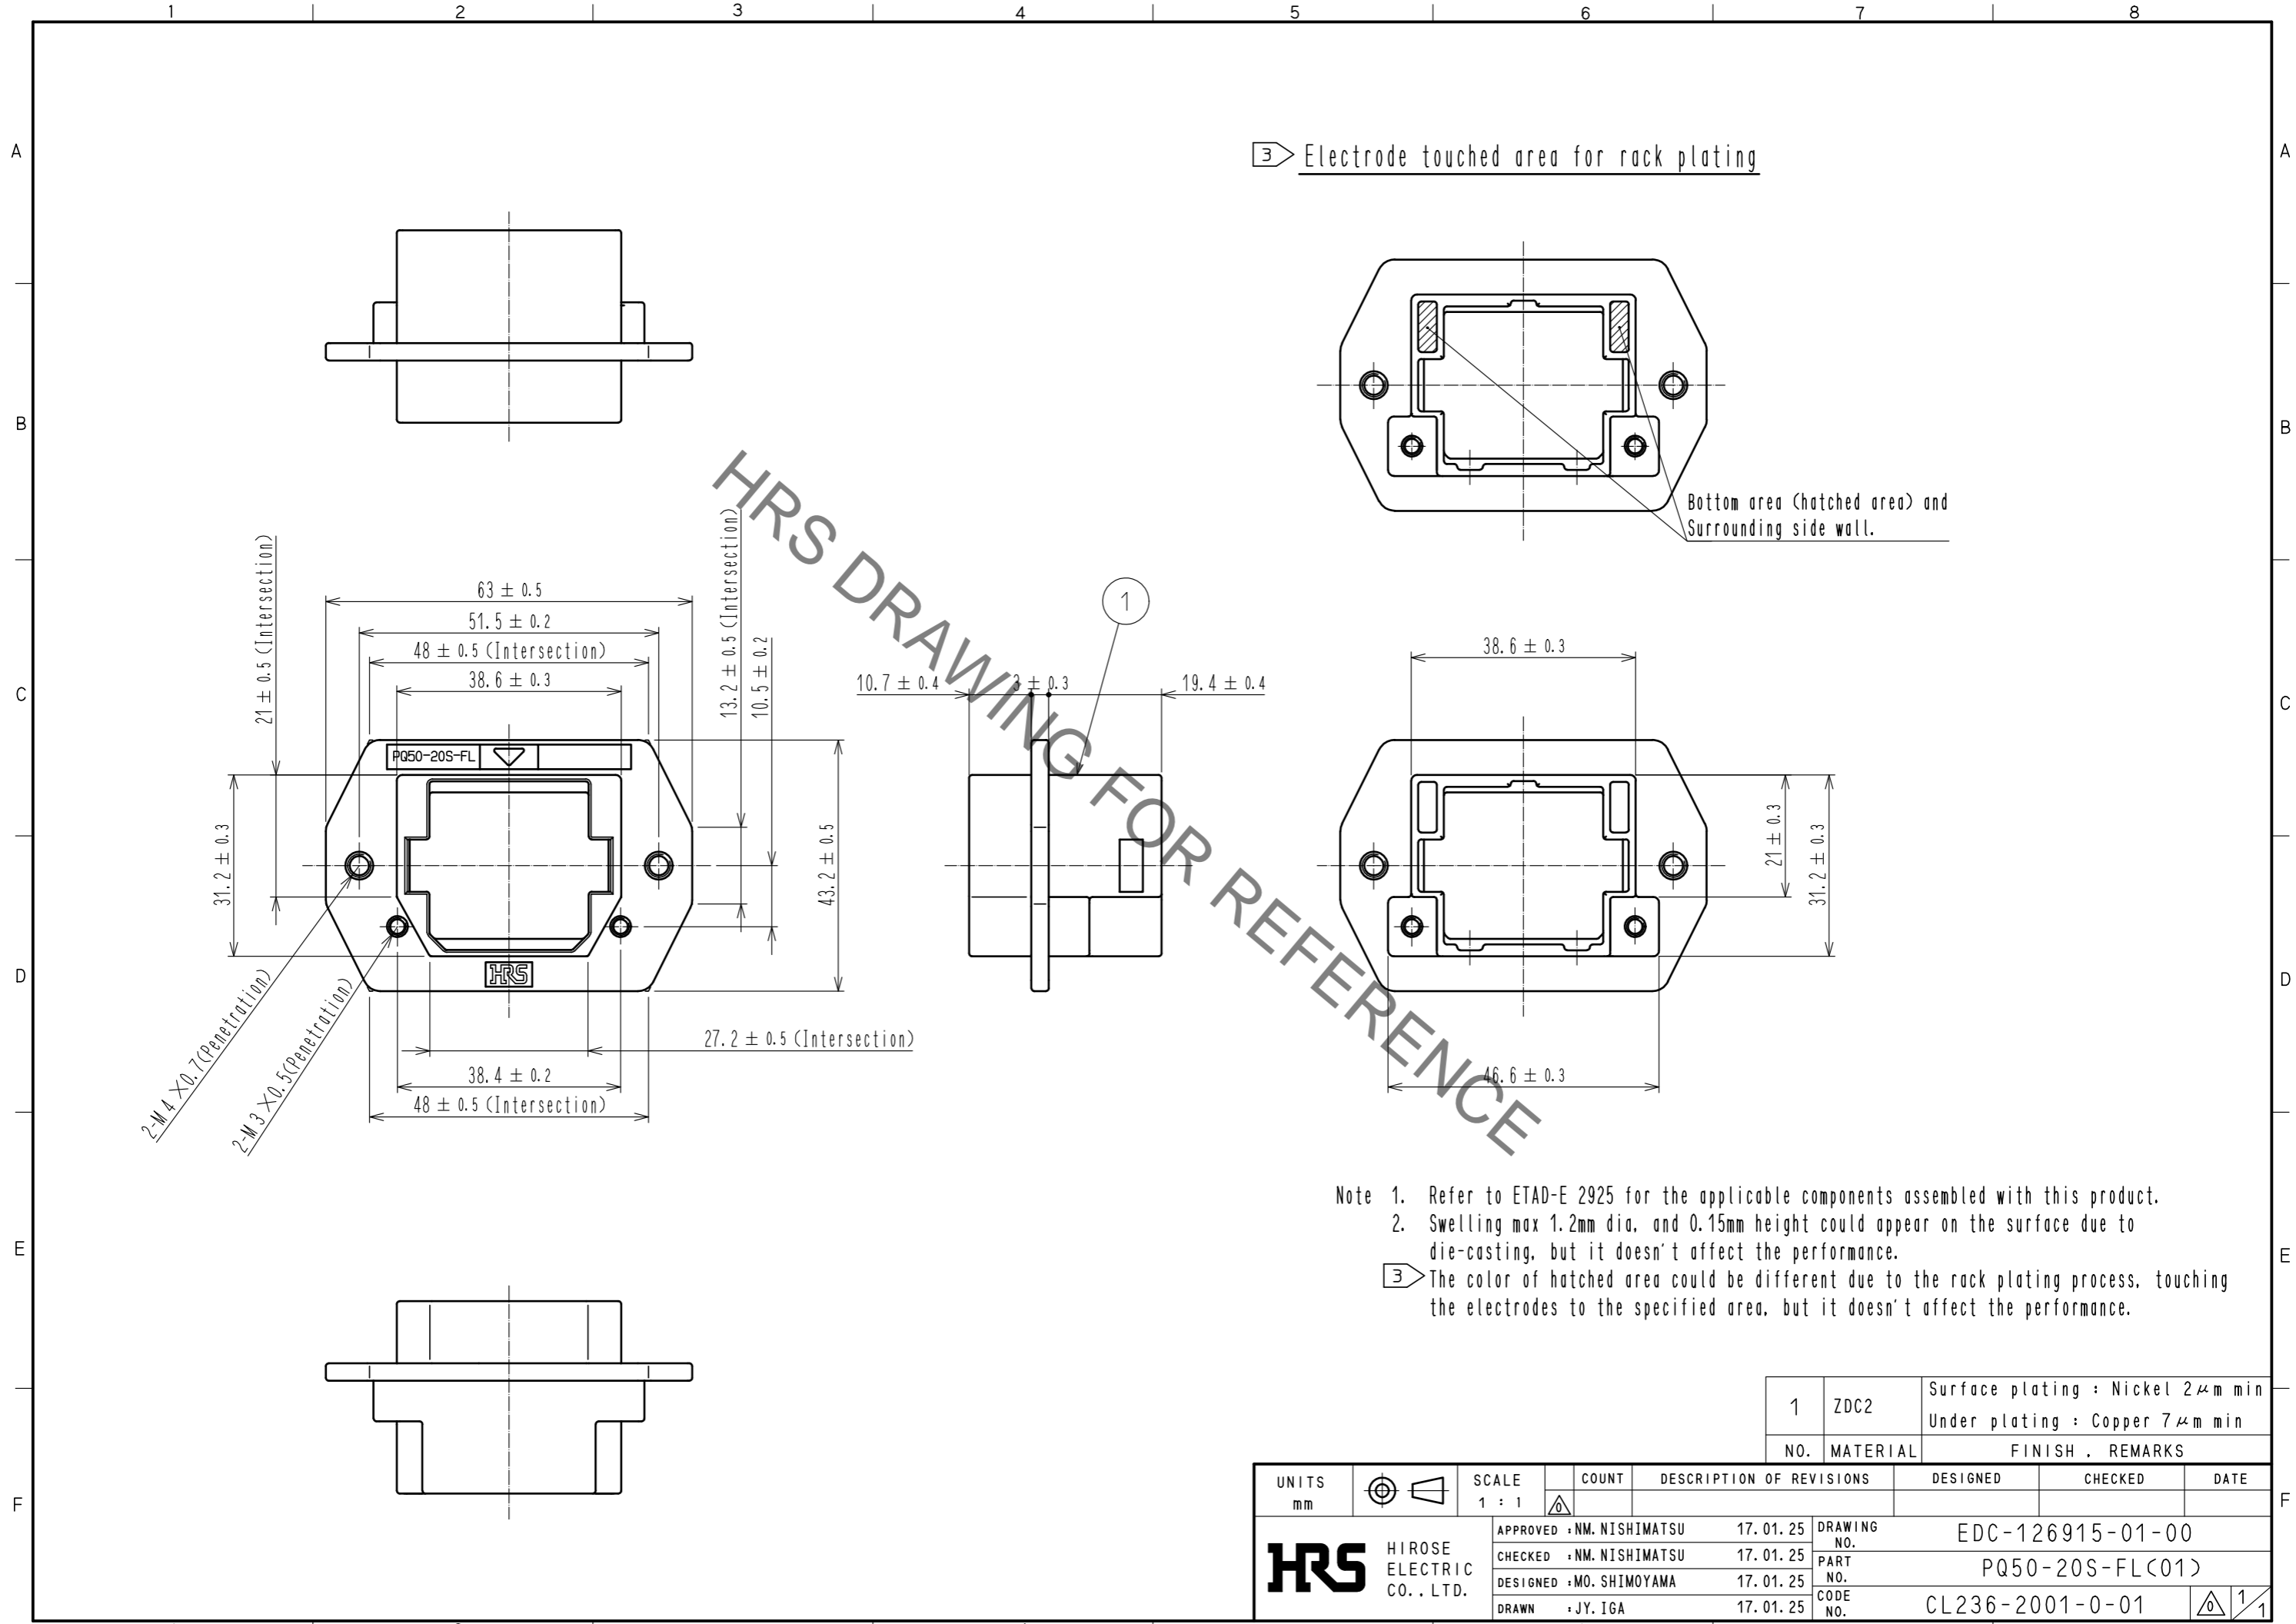 1 2 3 4 5 6 7 8
A
A
3 Electrode touched area for rack plating
B
B
Bottom area (hatched area) and
Surrounding side wall.
HRS DRAWING FOR REFERENCE
63 ± 0.5
51.5 ± 0.2
48 ± 0.5 (Intersection)
38.6 ± 0.3
21 ± 0.5 (Intersection)
13.2 ± 0.5 (Intersection)
10.5 ± 0.2
1
10.7 ± 0.4
3 ± 0.3
19.4 ± 0.4
38.6 ± 0.3
C
C
PQ50-20S-FL
31.2 ± 0.3
43.2 ± 0.5
21 ± 0.3
31.2 ± 0.3
HRS
D
D
2-M4 ×0.7(Penetration)
2-M3 ×0.5(Penetration)
27.2 ± 0.5 (Intersection)
38.4 ± 0.2
48 ± 0.5 (Intersection)
46.6 ± 0.3
Note 1. Refer to ETAD-E 2925 for the applicable components assembled with this product.
2. Swelling max 1.2mm dia, and 0.15mm height could appear on the surface due to
die-casting, but it doesn't affect the performance.
3 The color of hatched area could be different due to the rack plating process, touching
the electrodes to the specified area, but it doesn't affect the performance.
E
E
1 ZDC2 Surface plating : Nickel 2μm min
Under plating : Copper 7μm min
NO. MATERIAL FINISH , REMARKS
F
F
UNITS
mm
SCALE
1 : 1
COUNT DESCRIPTION OF REVISIONS DESIGNED CHECKED DATE
0
HRS
HIROSE
ELECTRIC
CO., LTD.
APPROVED : NM. NISHIMATSU 17.01.25
CHECKED : NM. NISHIMATSU 17.01.25
DESIGNED : MO. SHIMOYAMA 17.01.25
DRAWN : JY. IGA 17.01.25
DRAWING NO. EDC-126915-01-00
PART NO. PQ50-20S-FL(01)
CODE NO. CL236-2001-0-01
0
1/1